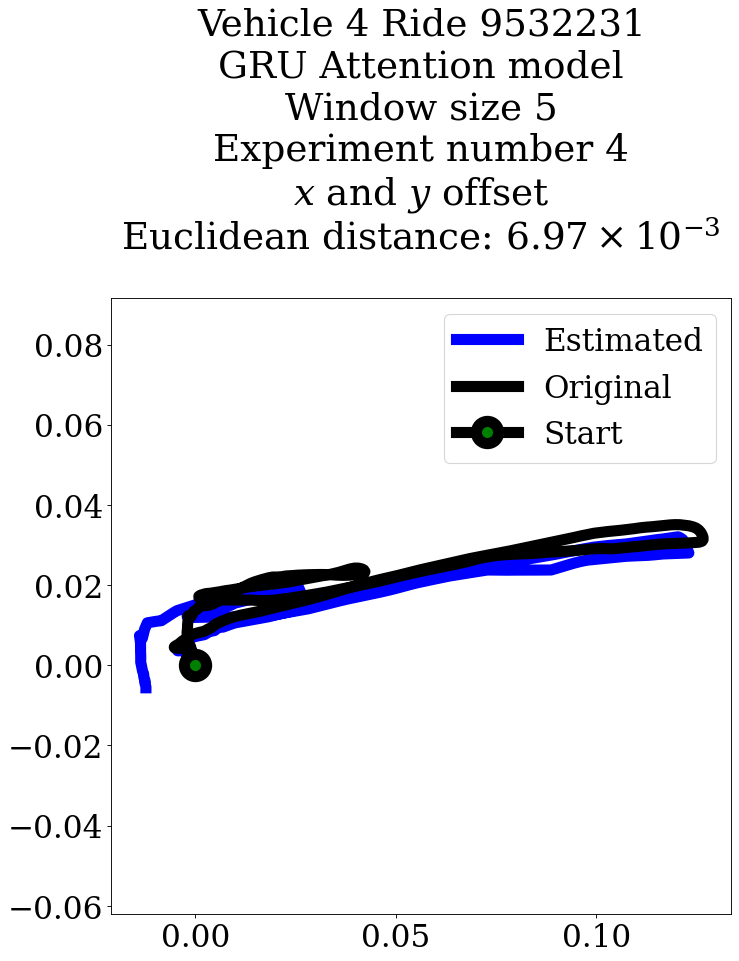 Vehicle 4 Ride 9532231
GRU Attention model
Window size 5
Experiment number 4
x and y offset
Euclidean distance: 6.97 × 10⁻³
Estimated
Original
Start
0.08
0.06
0.04
0.02
0.00
−0.02
−0.04
−0.06
0.00 0.05 0.10